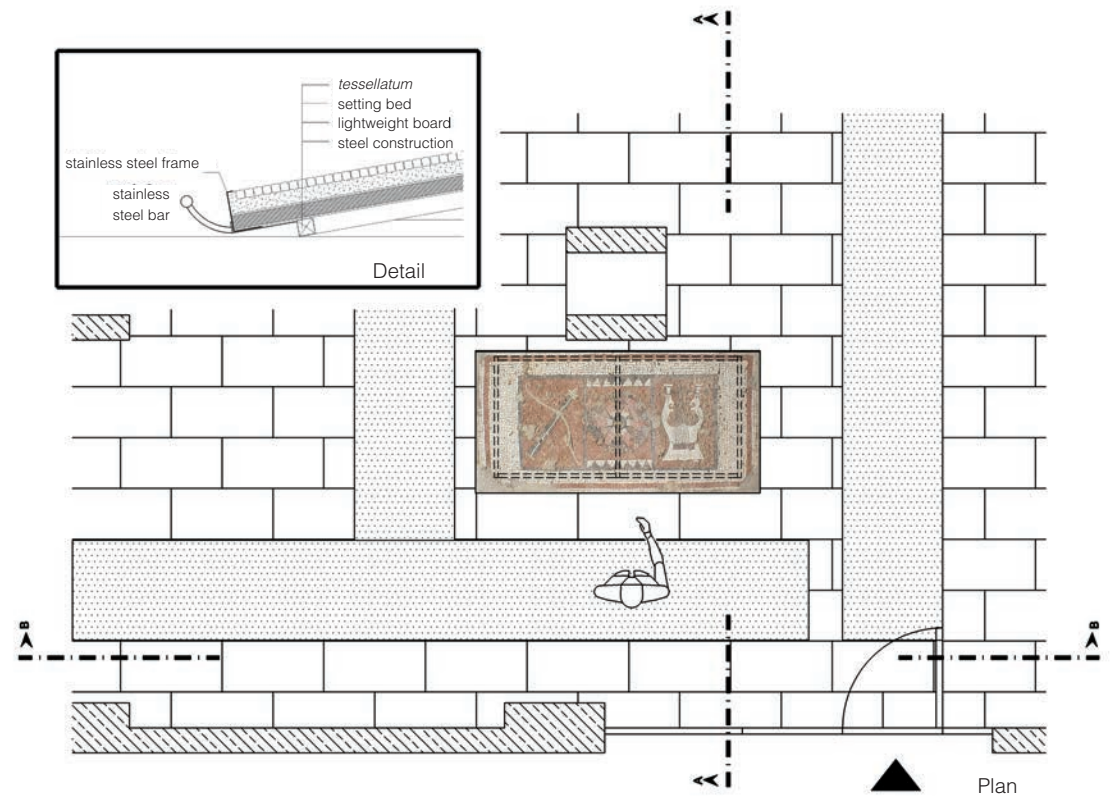 tessellatum
setting bed
lightweight board
steel construction
stainless steel frame
stainless
steel bar
Detail
A
B
B
A
Plan